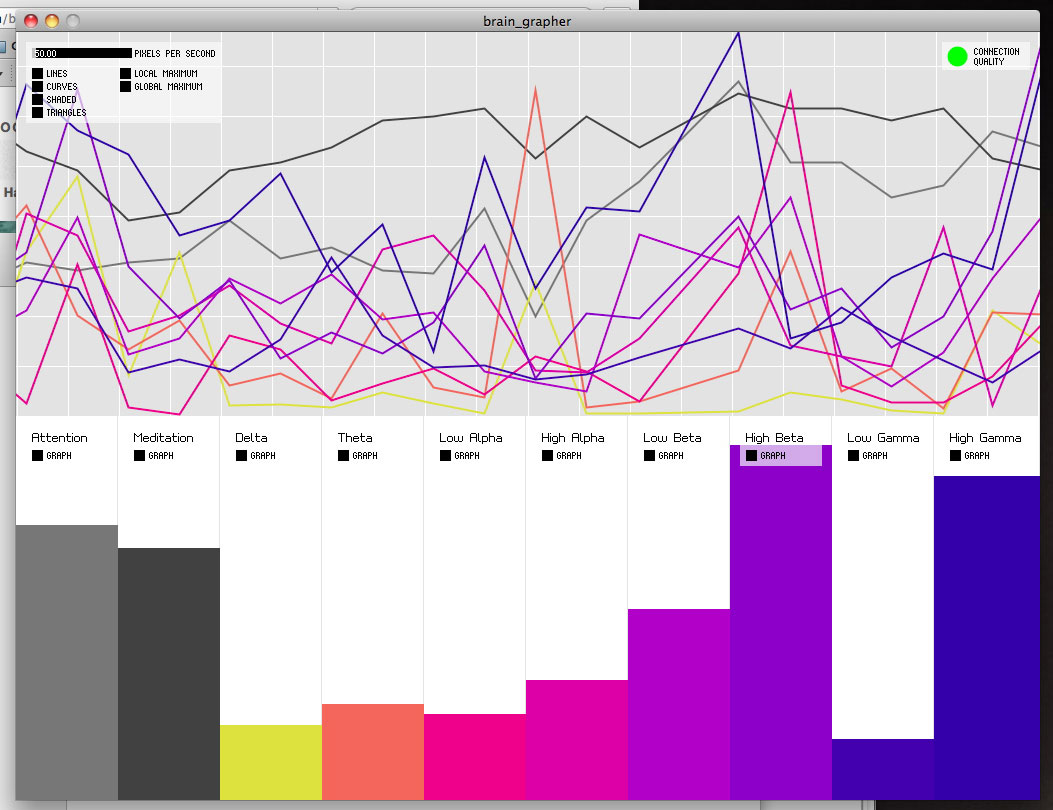 brain_grapher
50.00 PIXELS PER SECOND
LINES LOCAL MAXIMUM
CURVES GLOBAL MAXIMUM
SHADED
TRIANGLES
CONNECTION
QUALITY
Attention Meditation Delta Theta Low Alpha High Alpha Low Beta High Beta Low Gamma High Gamma
GRAPH GRAPH GRAPH GRAPH GRAPH GRAPH GRAPH GRAPH GRAPH GRAPH